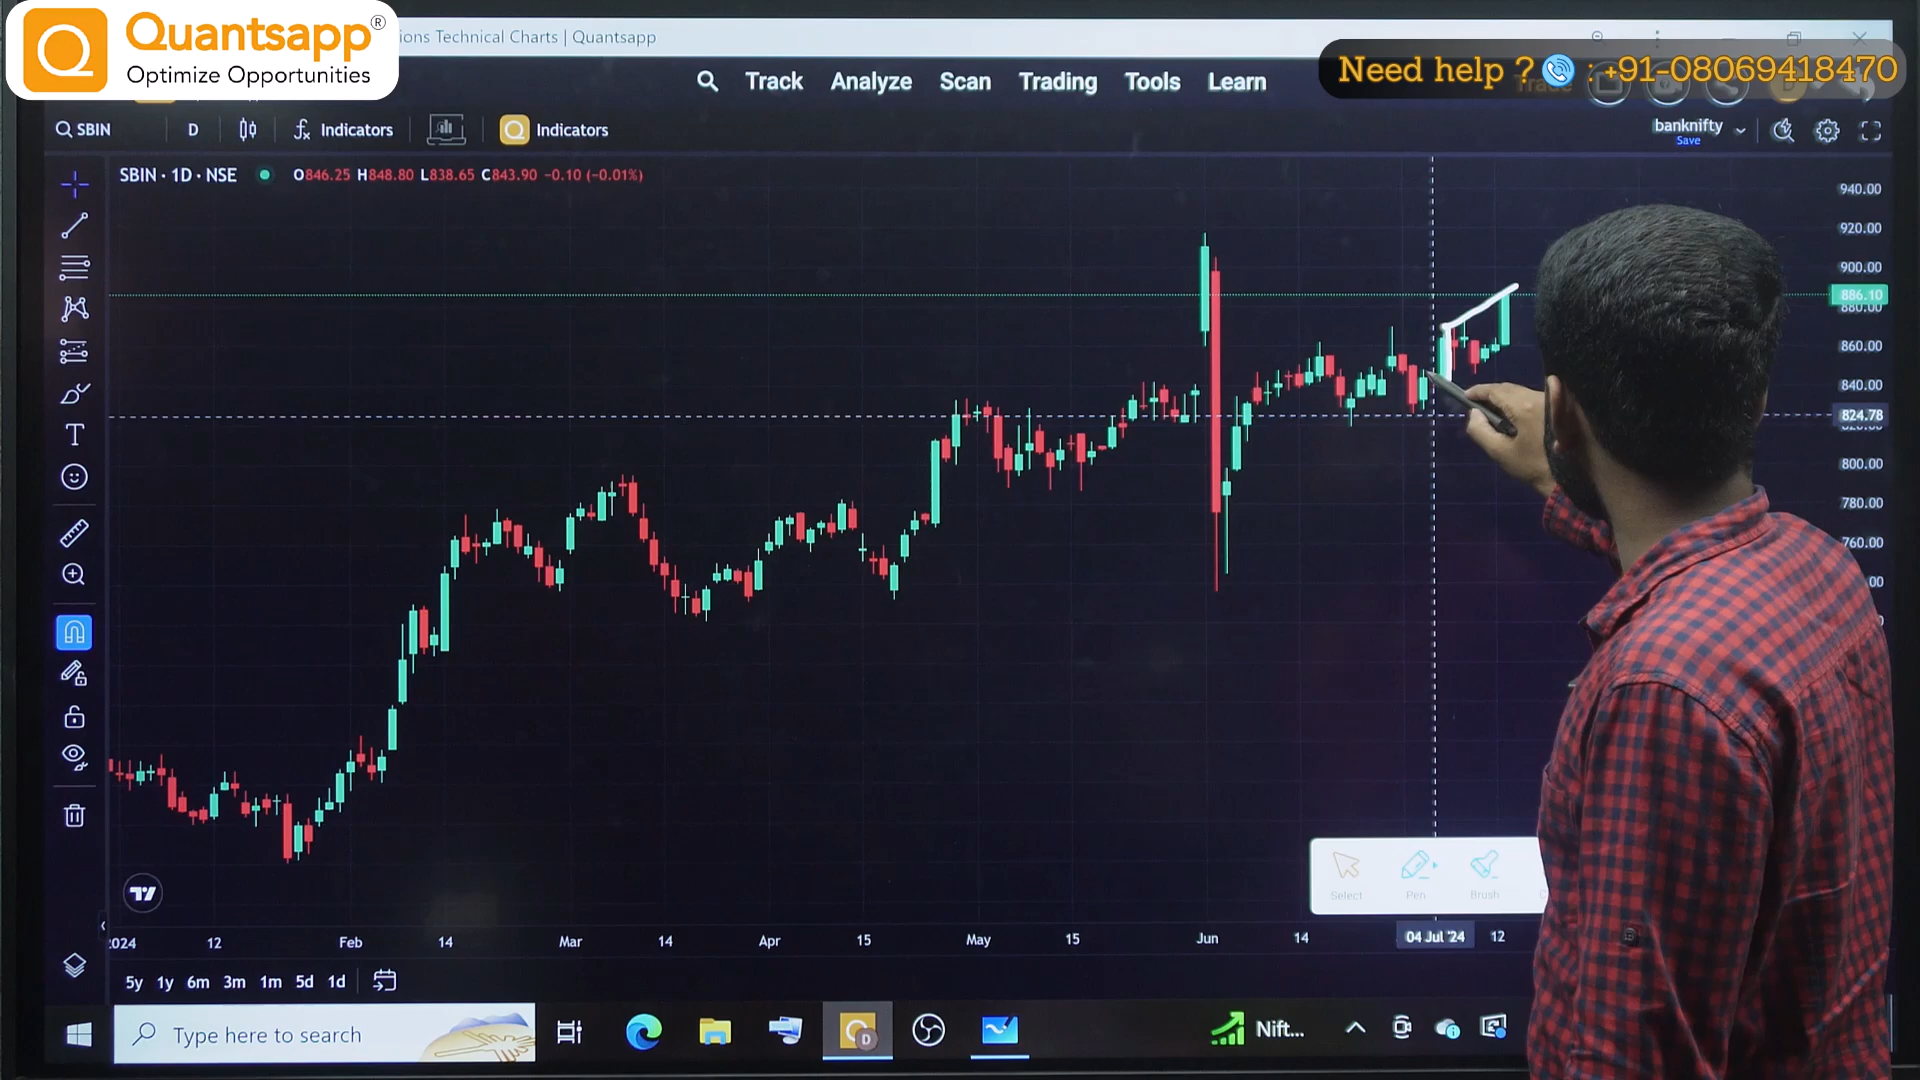 Quantsapp®
Optimize Opportunities
ions Technical Charts | Quantsapp
Need help ? : +91-08069418470
Track Analyze Scan Trading Tools Learn
SBIN D Indicators Indicators
banknifty
Save
SBIN · 1D · NSE O846.25 H848.80 L838.65 C843.90 −0.10 (−0.01%)
940.00
920.00
900.00
886.10
880.00
860.00
840.00
824.78
800.00
780.00
760.00
Select Pen Brush
2024 12 Feb 14 Mar 14 Apr 15 May 15 Jun 14 04 Jul '24 12
5y 1y 6m 3m 1m 5d 1d
Type here to search
Nift...